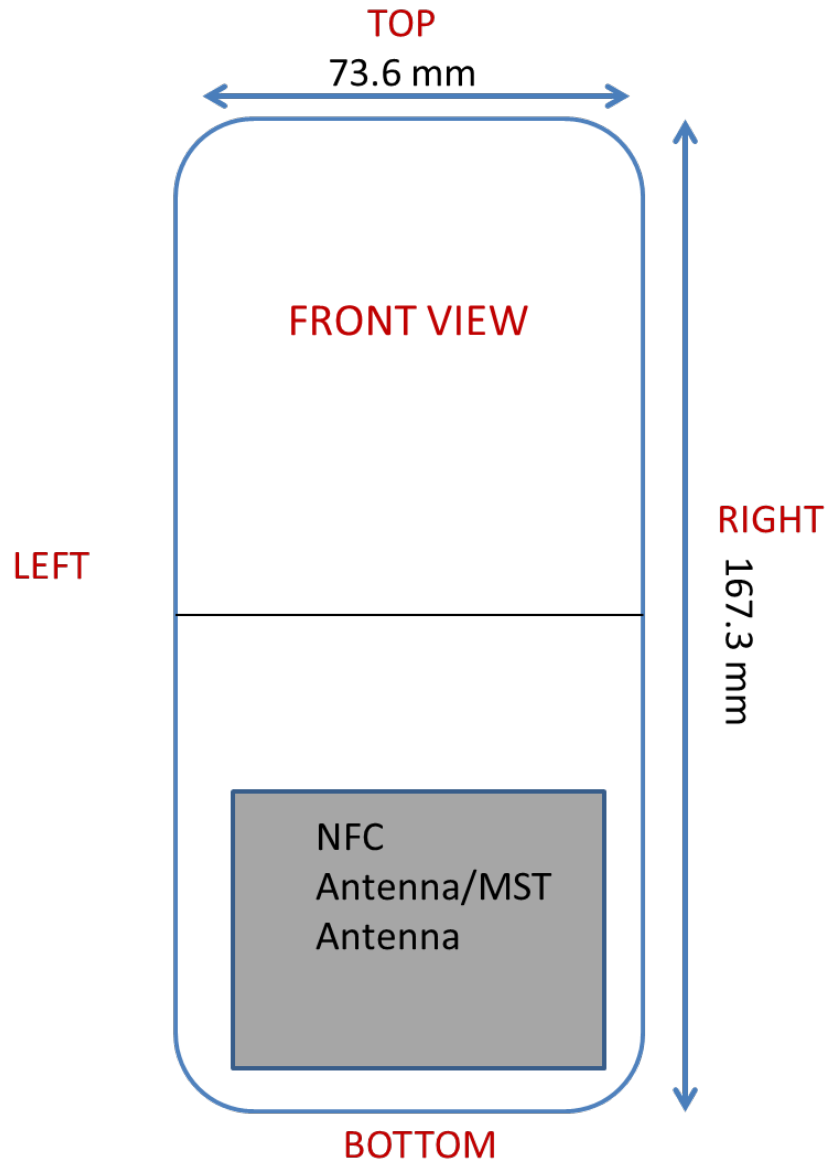 TOP
73.6 mm
FRONT VIEW
RIGHT
LEFT
167.3 mm
NFC
Antenna/MST
Antenna
BOTTOM